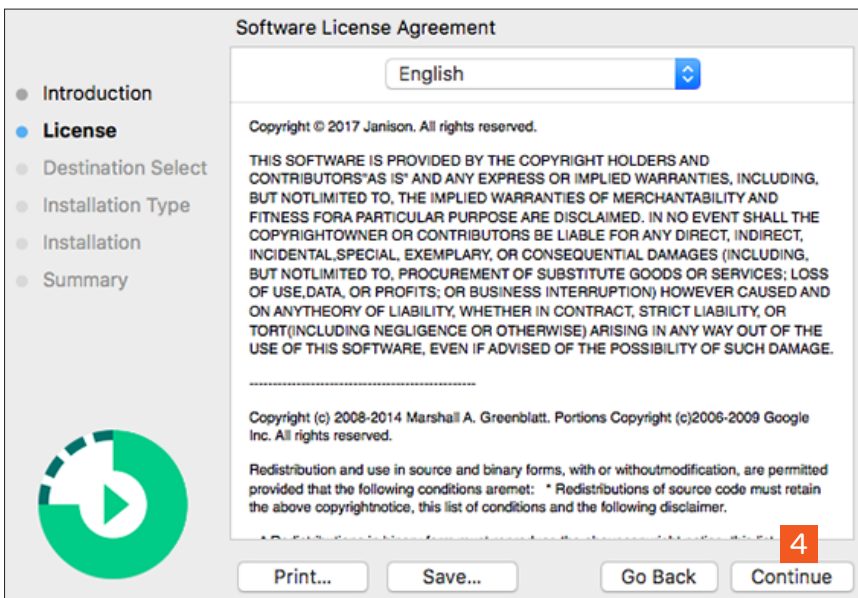 Software License Agreement
English
Introduction
License
Destination Select
Installation Type
Installation
Summary
Copyright © 2017 Janison. All rights reserved.
THIS SOFTWARE IS PROVIDED BY THE COPYRIGHT HOLDERS AND
CONTRIBUTORS"AS IS" AND ANY EXPRESS OR IMPLIED WARRANTIES, INCLUDING,
BUT NOTLIMITED TO, THE IMPLIED WARRANTIES OF MERCHANTABILITY AND
FITNESS FORA PARTICULAR PURPOSE ARE DISCLAIMED. IN NO EVENT SHALL THE
COPYRIGHTOWNER OR CONTRIBUTORS BE LIABLE FOR ANY DIRECT, INDIRECT,
INCIDENTAL,SPECIAL, EXEMPLARY, OR CONSEQUENTIAL DAMAGES (INCLUDING,
BUT NOTLIMITED TO, PROCUREMENT OF SUBSTITUTE GOODS OR SERVICES; LOSS
OF USE,DATA, OR PROFITS; OR BUSINESS INTERRUPTION) HOWEVER CAUSED AND
ON ANYTHEORY OF LIABILITY, WHETHER IN CONTRACT, STRICT LIABILITY, OR
TORT(INCLUDING NEGLIGENCE OR OTHERWISE) ARISING IN ANY WAY OUT OF THE
USE OF THIS SOFTWARE, EVEN IF ADVISED OF THE POSSIBILITY OF SUCH DAMAGE.
--------------------------------------------------
Copyright (c) 2008-2014 Marshall A. Greenblatt. Portions Copyright (c)2006-2009 Google
Inc. All rights reserved.
Redistribution and use in source and binary forms, with or withoutmodification, are permitted
provided that the following conditions aremet: * Redistributions of source code must retain
the above copyrightnotice, this list of conditions and the following disclaimer.
4
Print...
Save...
Go Back
Continue